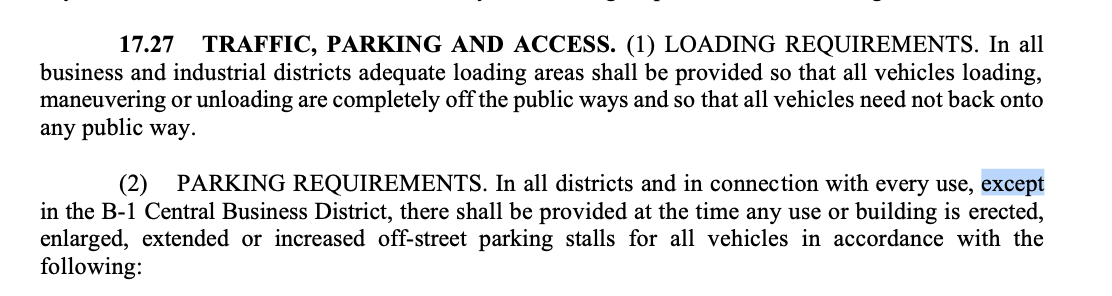 17.27 TRAFFIC, PARKING AND ACCESS. (1) LOADING REQUIREMENTS. In all
business and industrial districts adequate loading areas shall be provided so that all vehicles loading,
maneuvering or unloading are completely off the public ways and so that all vehicles need not back onto
any public way.
(2) PARKING REQUIREMENTS. In all districts and in connection with every use, except
in the B-1 Central Business District, there shall be provided at the time any use or building is erected,
enlarged, extended or increased off-street parking stalls for all vehicles in accordance with the
following: